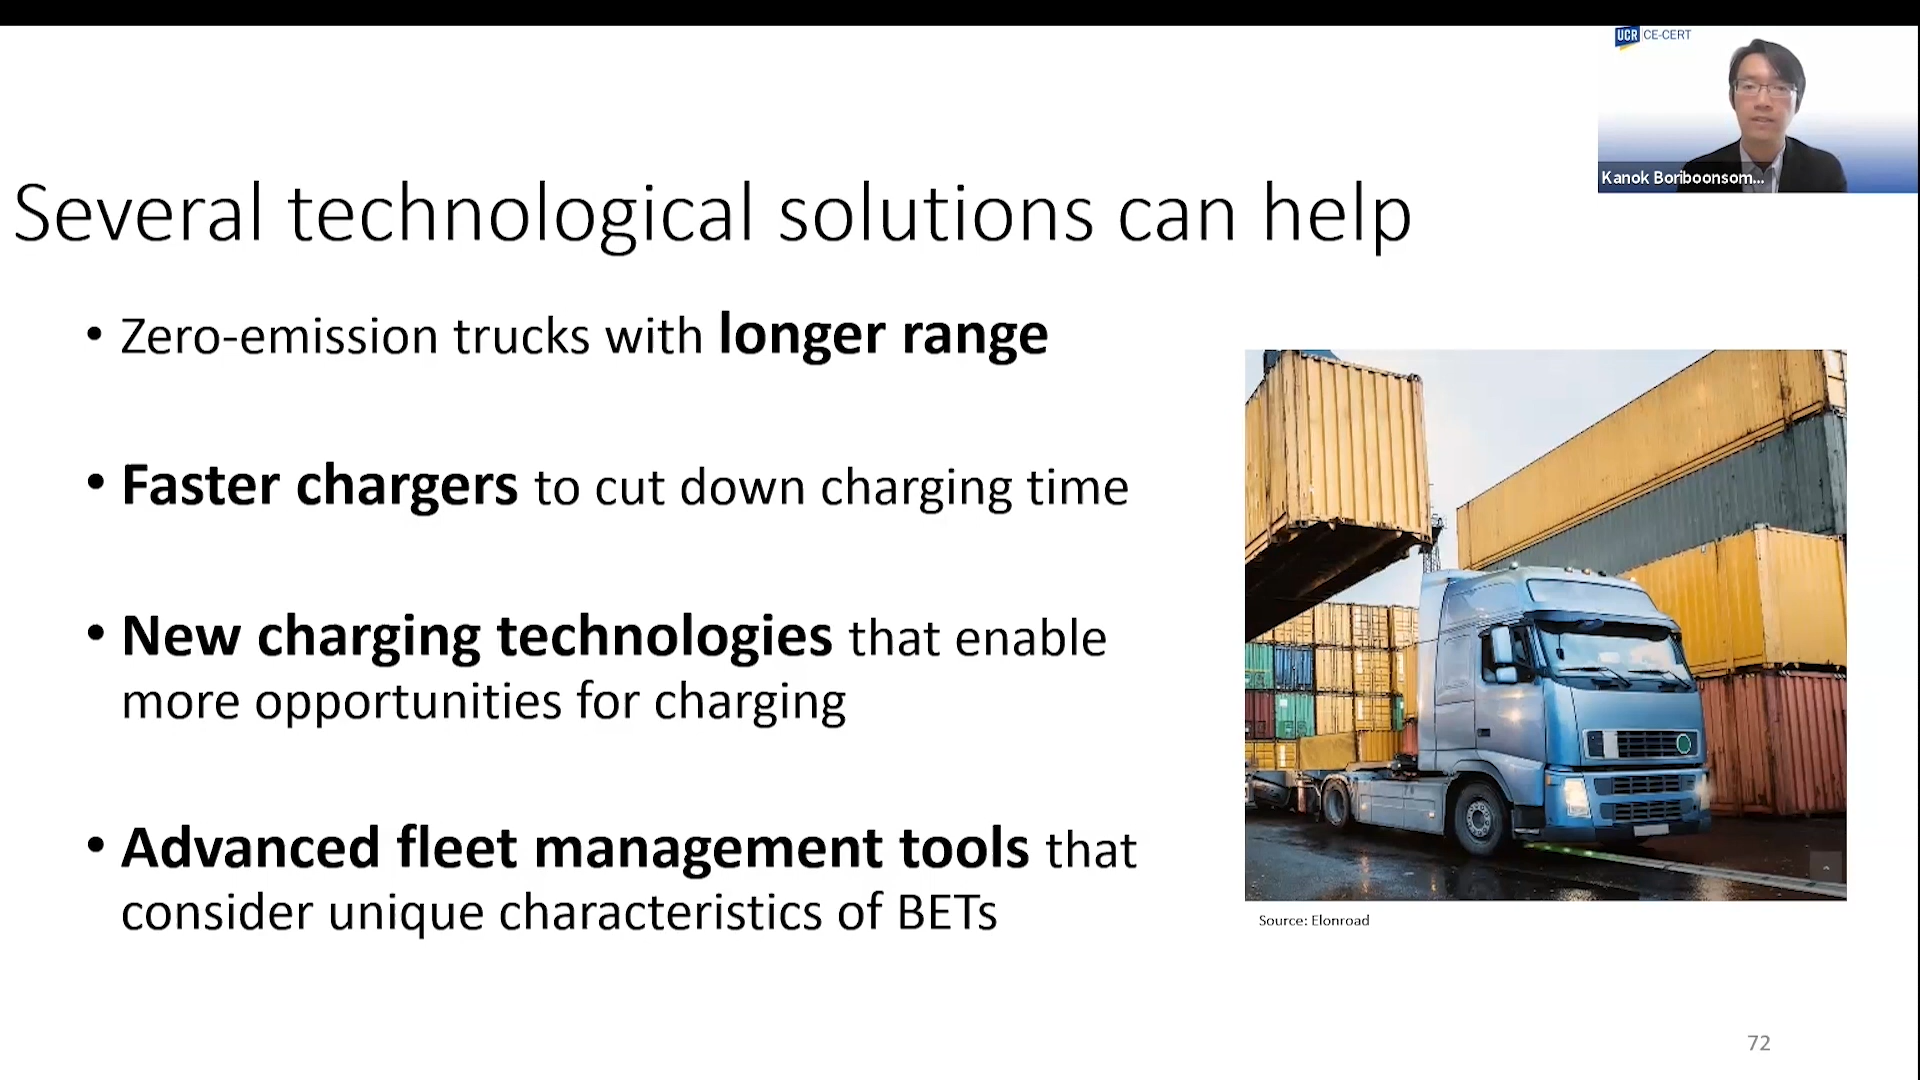 UCR CE-CERT
Kanok Boriboonsom...
Several technological solutions can help
• Zero-emission trucks with longer range
• Faster chargers to cut down charging time
• New charging technologies that enable
more opportunities for charging
• Advanced fleet management tools that
consider unique characteristics of BETs
Source: Elonroad
72